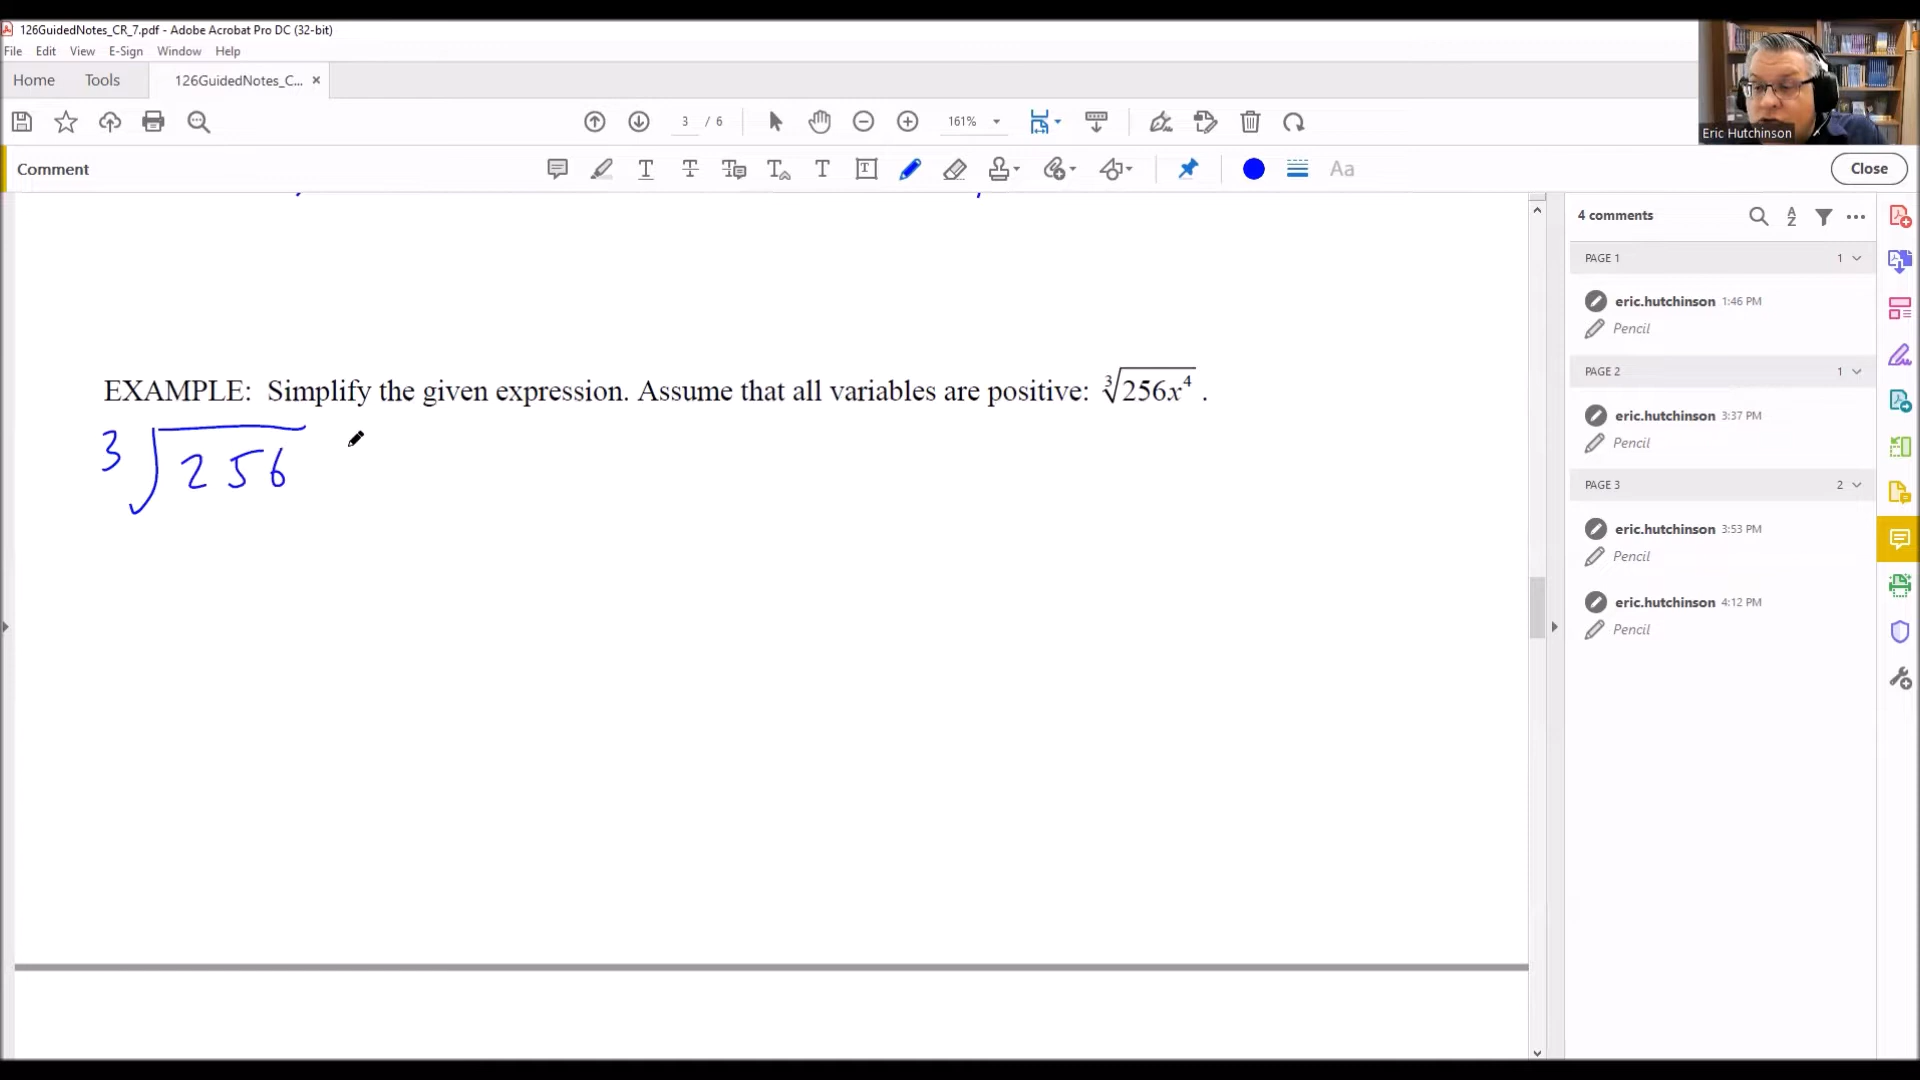 126GuidedNotes_CR_7.pdf - Adobe Acrobat Pro DC (32-bit)
File Edit View E-Sign Window Help
Home Tools 126GuidedNotes_C... ×
3 / 6 161%
Eric Hutchinson
Comment Aa Close
4 comments
PAGE 1 1
eric.hutchinson 1:46 PM
Pencil
PAGE 2 1
eric.hutchinson 3:37 PM
Pencil
PAGE 3 2
eric.hutchinson 3:53 PM
Pencil
eric.hutchinson 4:12 PM
Pencil
EXAMPLE: Simplify the given expression. Assume that all variables are positive: ∛256x⁴ .
3√256